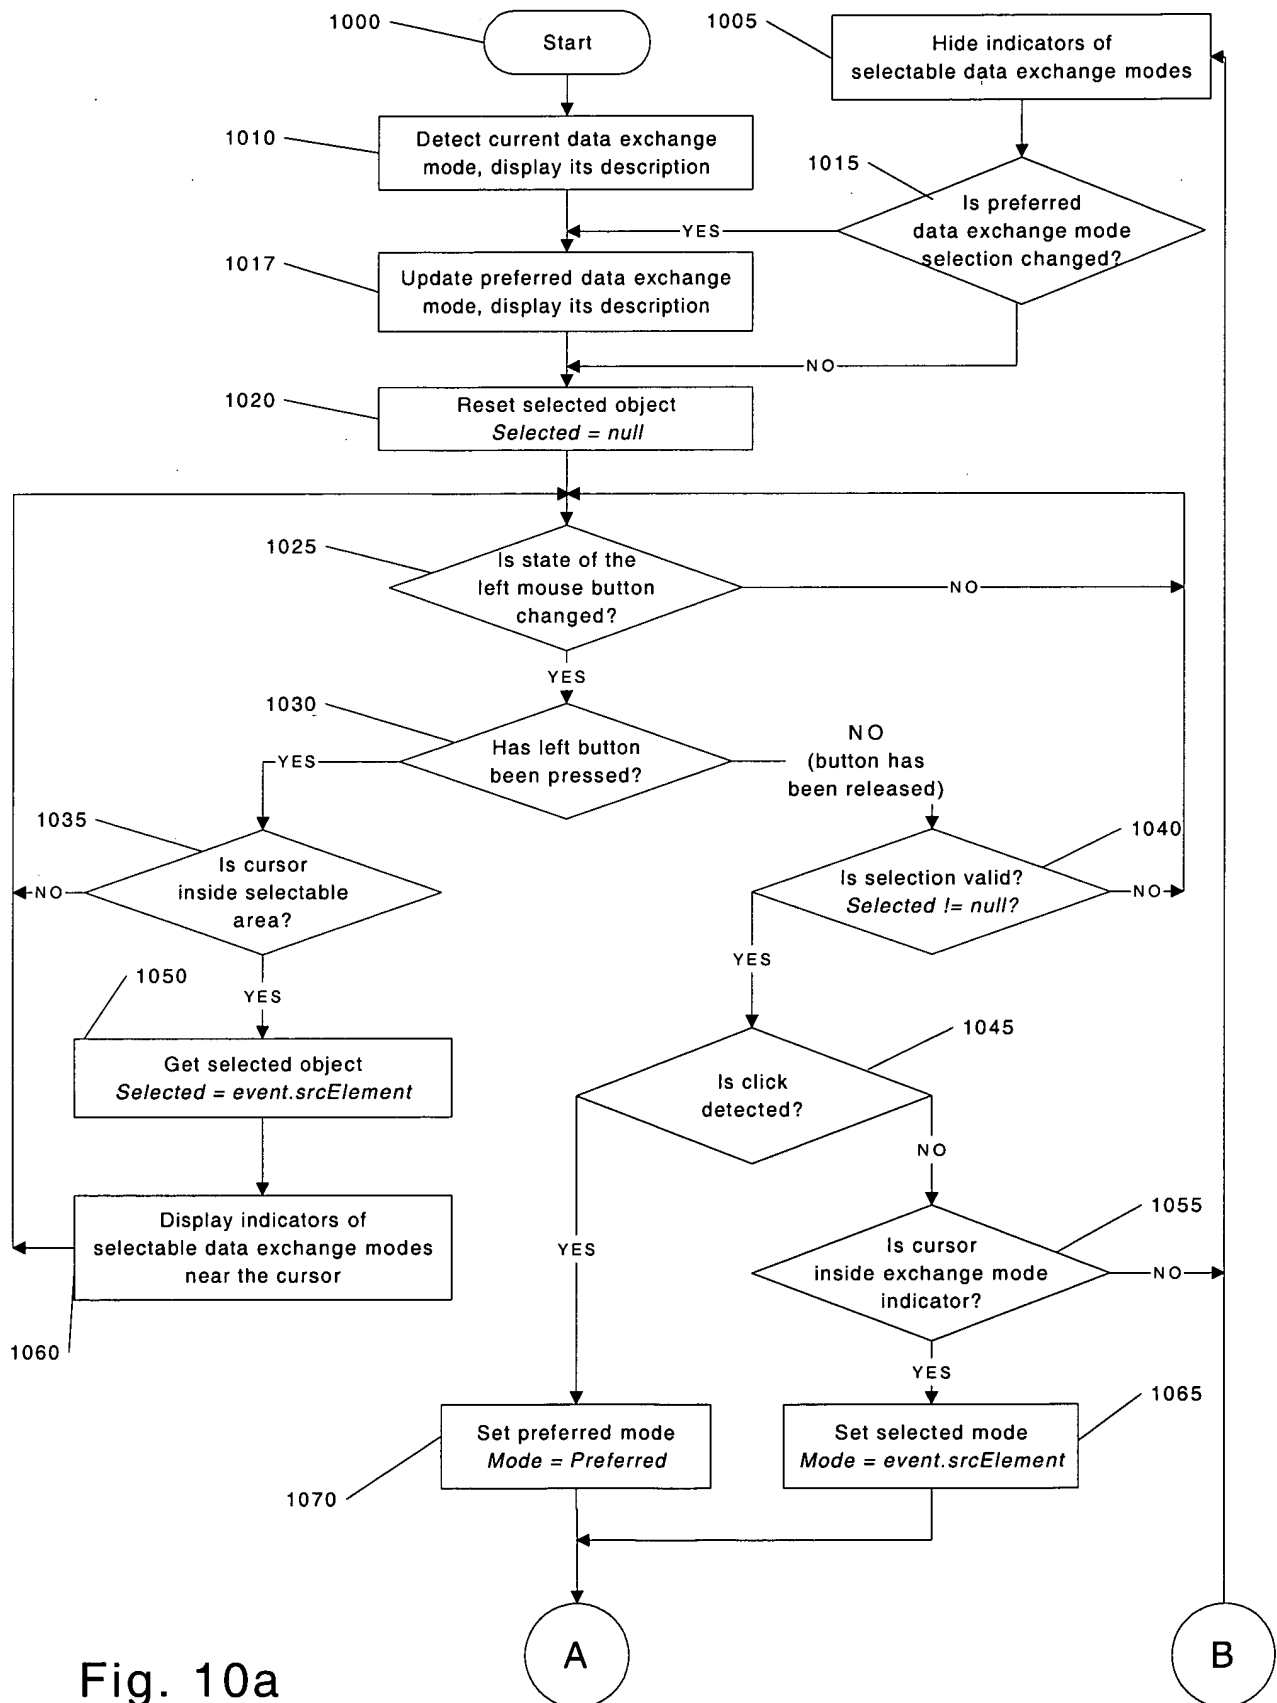 1000
Start
1005
Hide indicators of
selectable data exchange modes
1010
Detect current data exchange
mode, display its description
1015
Is preferred
data exchange mode
selection changed?
YES
1017
Update preferred data exchange
mode, display its description
NO
1020
Reset selected object
Selected = null
1025
Is state of the
left mouse button
changed?
NO
YES
1030
Has left button
been pressed?
YES
NO
(button has
been released)
1035
Is cursor
inside selectable
area?
NO
1040
Is selection valid?
Selected != null?
NO
YES
YES
1050
Get selected object
Selected = event.srcElement
1045
Is click
detected?
NO
YES
Display indicators of
selectable data exchange modes
near the cursor
1060
1055
Is cursor
inside exchange mode
indicator?
NO
YES
1065
Set preferred mode
Mode = Preferred
1070
Set selected mode
Mode = event.srcElement
A
B
Fig. 10a